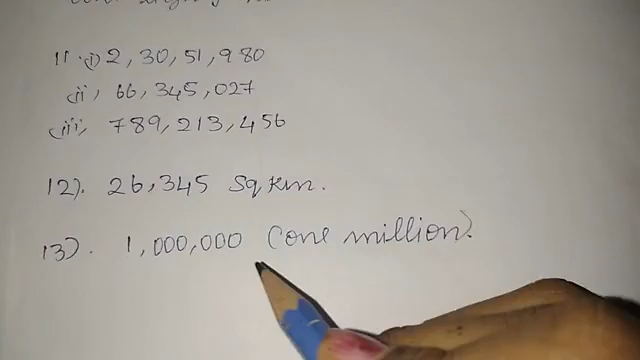 11. (i) 2, 30, 51, 980
(ii, 66, 345, 027
(iii, 789, 213, 456
12). 26,345 Sq Km.
13). 1,000,000 (one million).